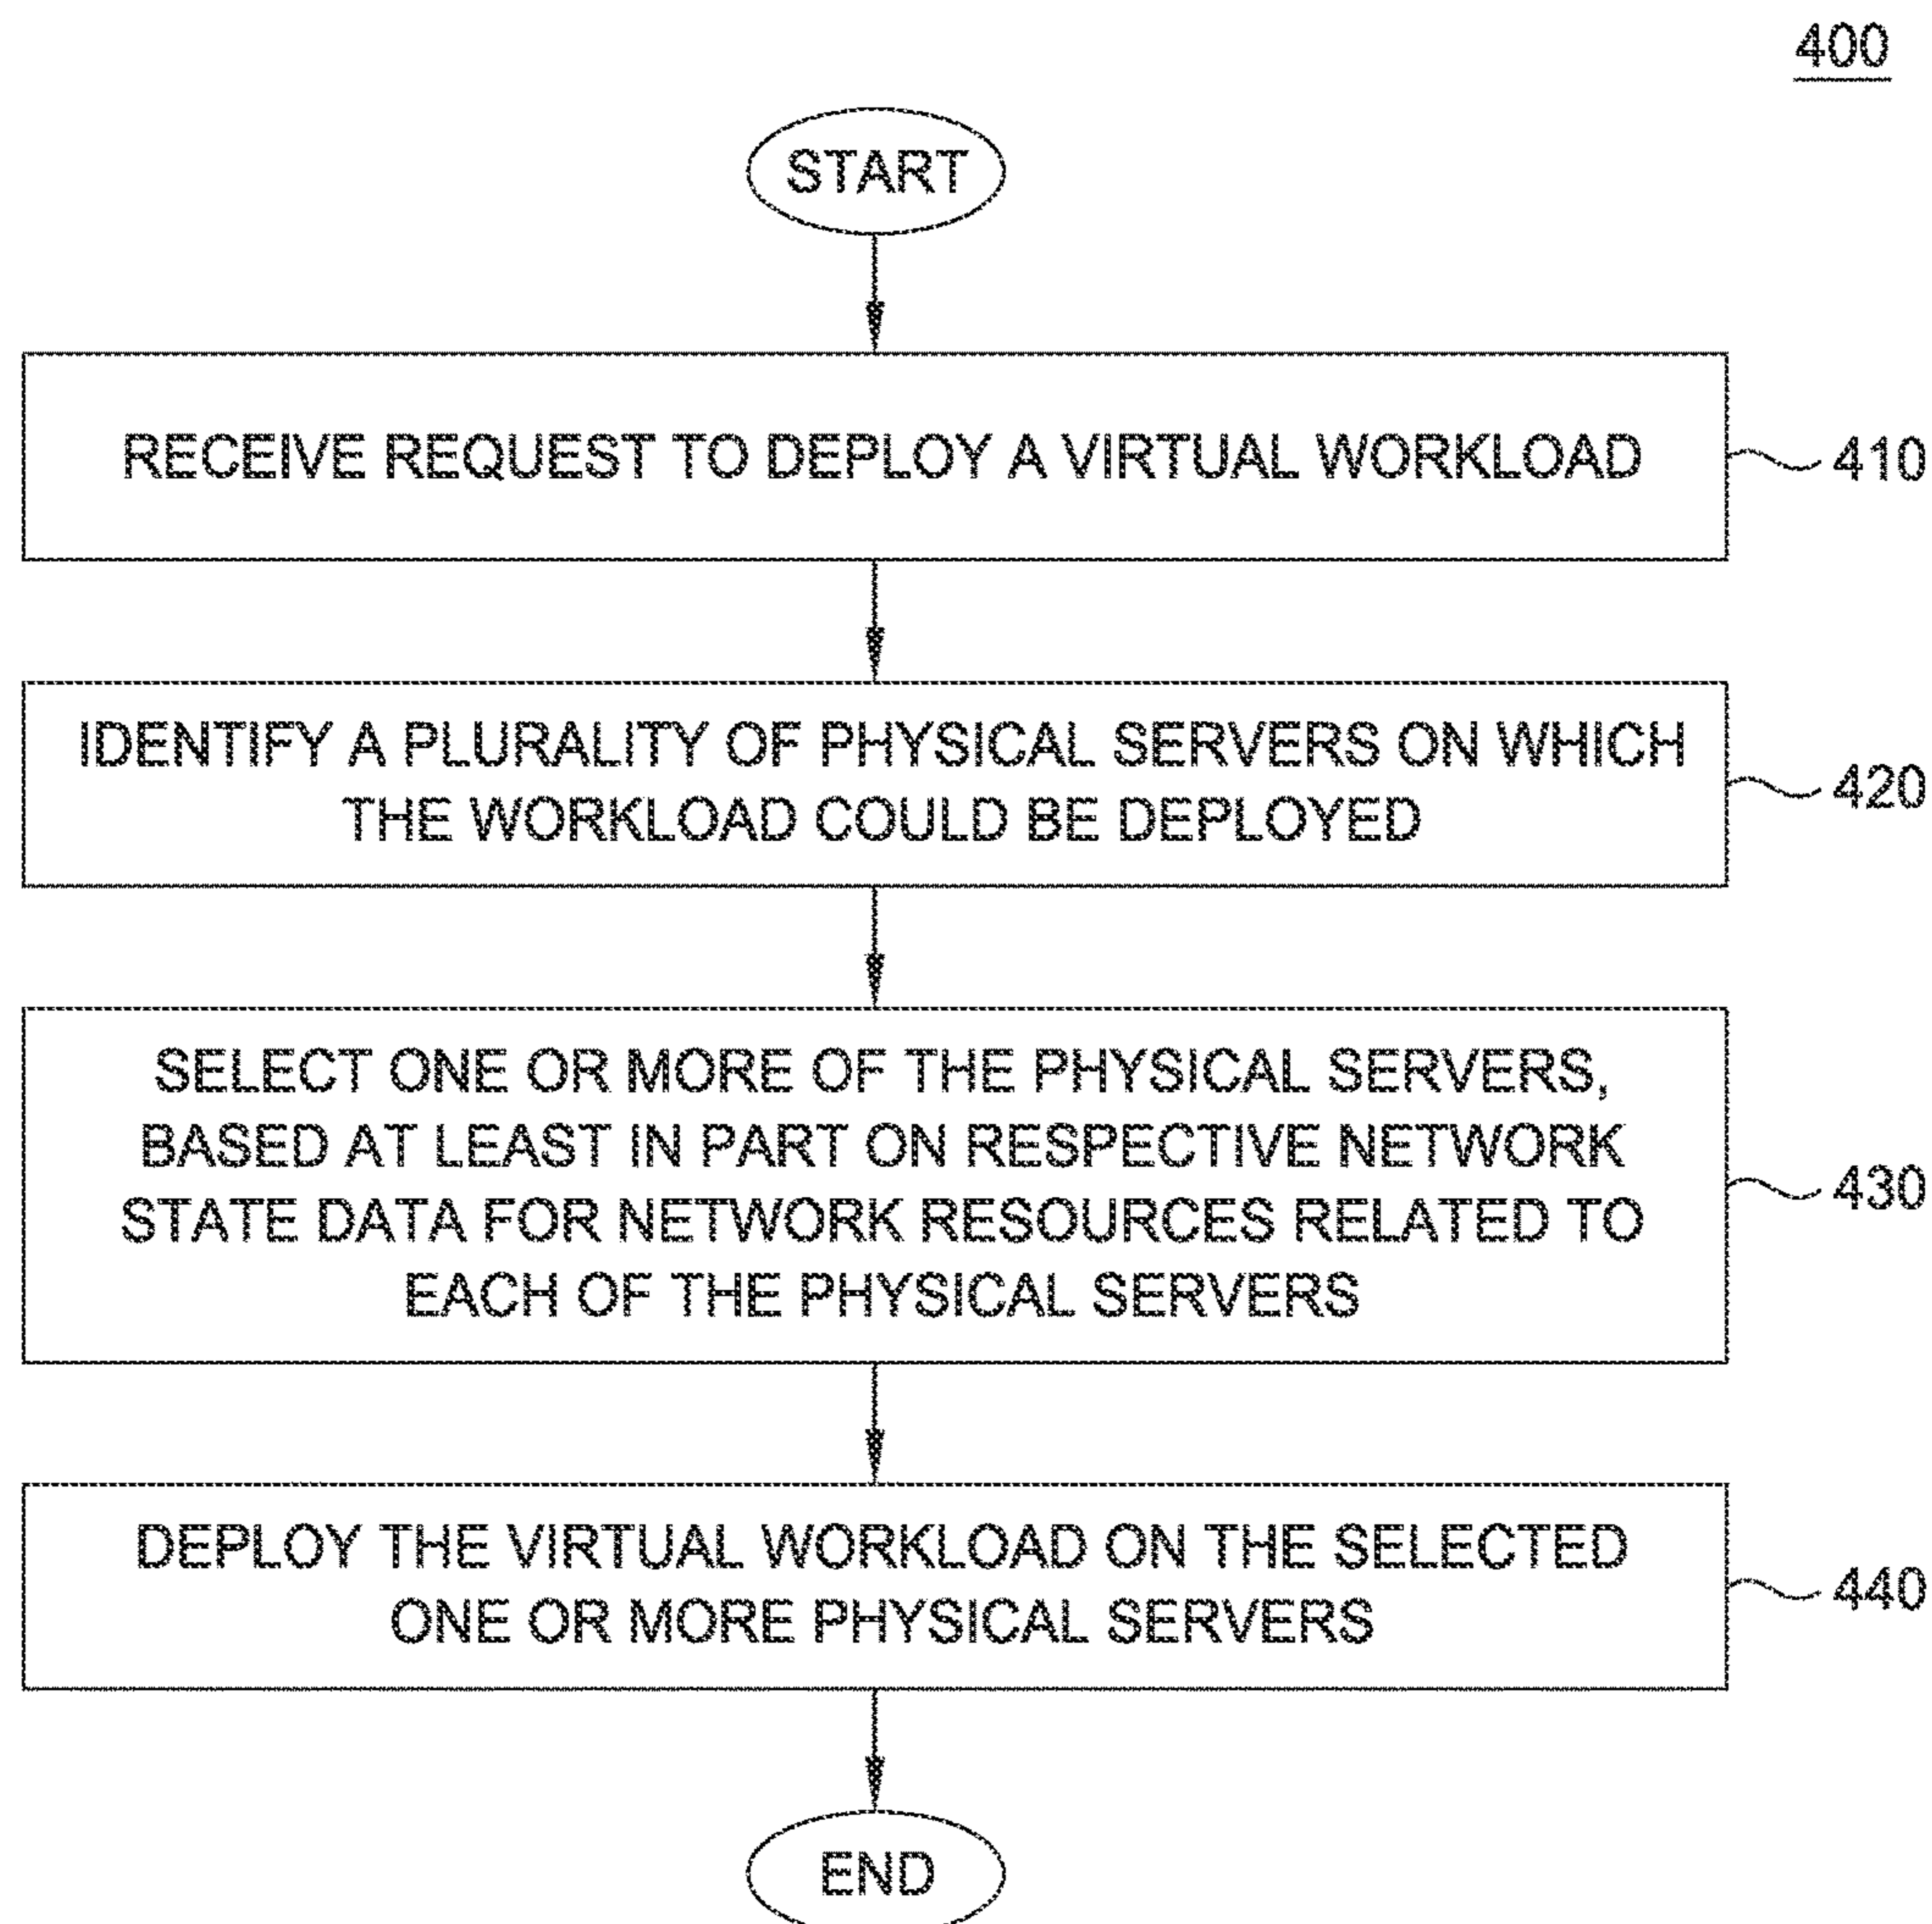 400
START
RECEIVE REQUEST TO DEPLOY A VIRTUAL WORKLOAD
410
IDENTIFY A PLURALITY OF PHYSICAL SERVERS ON WHICH
THE WORKLOAD COULD BE DEPLOYED
420
SELECT ONE OR MORE OF THE PHYSICAL SERVERS,
BASED AT LEAST IN PART ON RESPECTIVE NETWORK
STATE DATA FOR NETWORK RESOURCES RELATED TO
EACH OF THE PHYSICAL SERVERS
430
DEPLOY THE VIRTUAL WORKLOAD ON THE SELECTED
ONE OR MORE PHYSICAL SERVERS
440
END